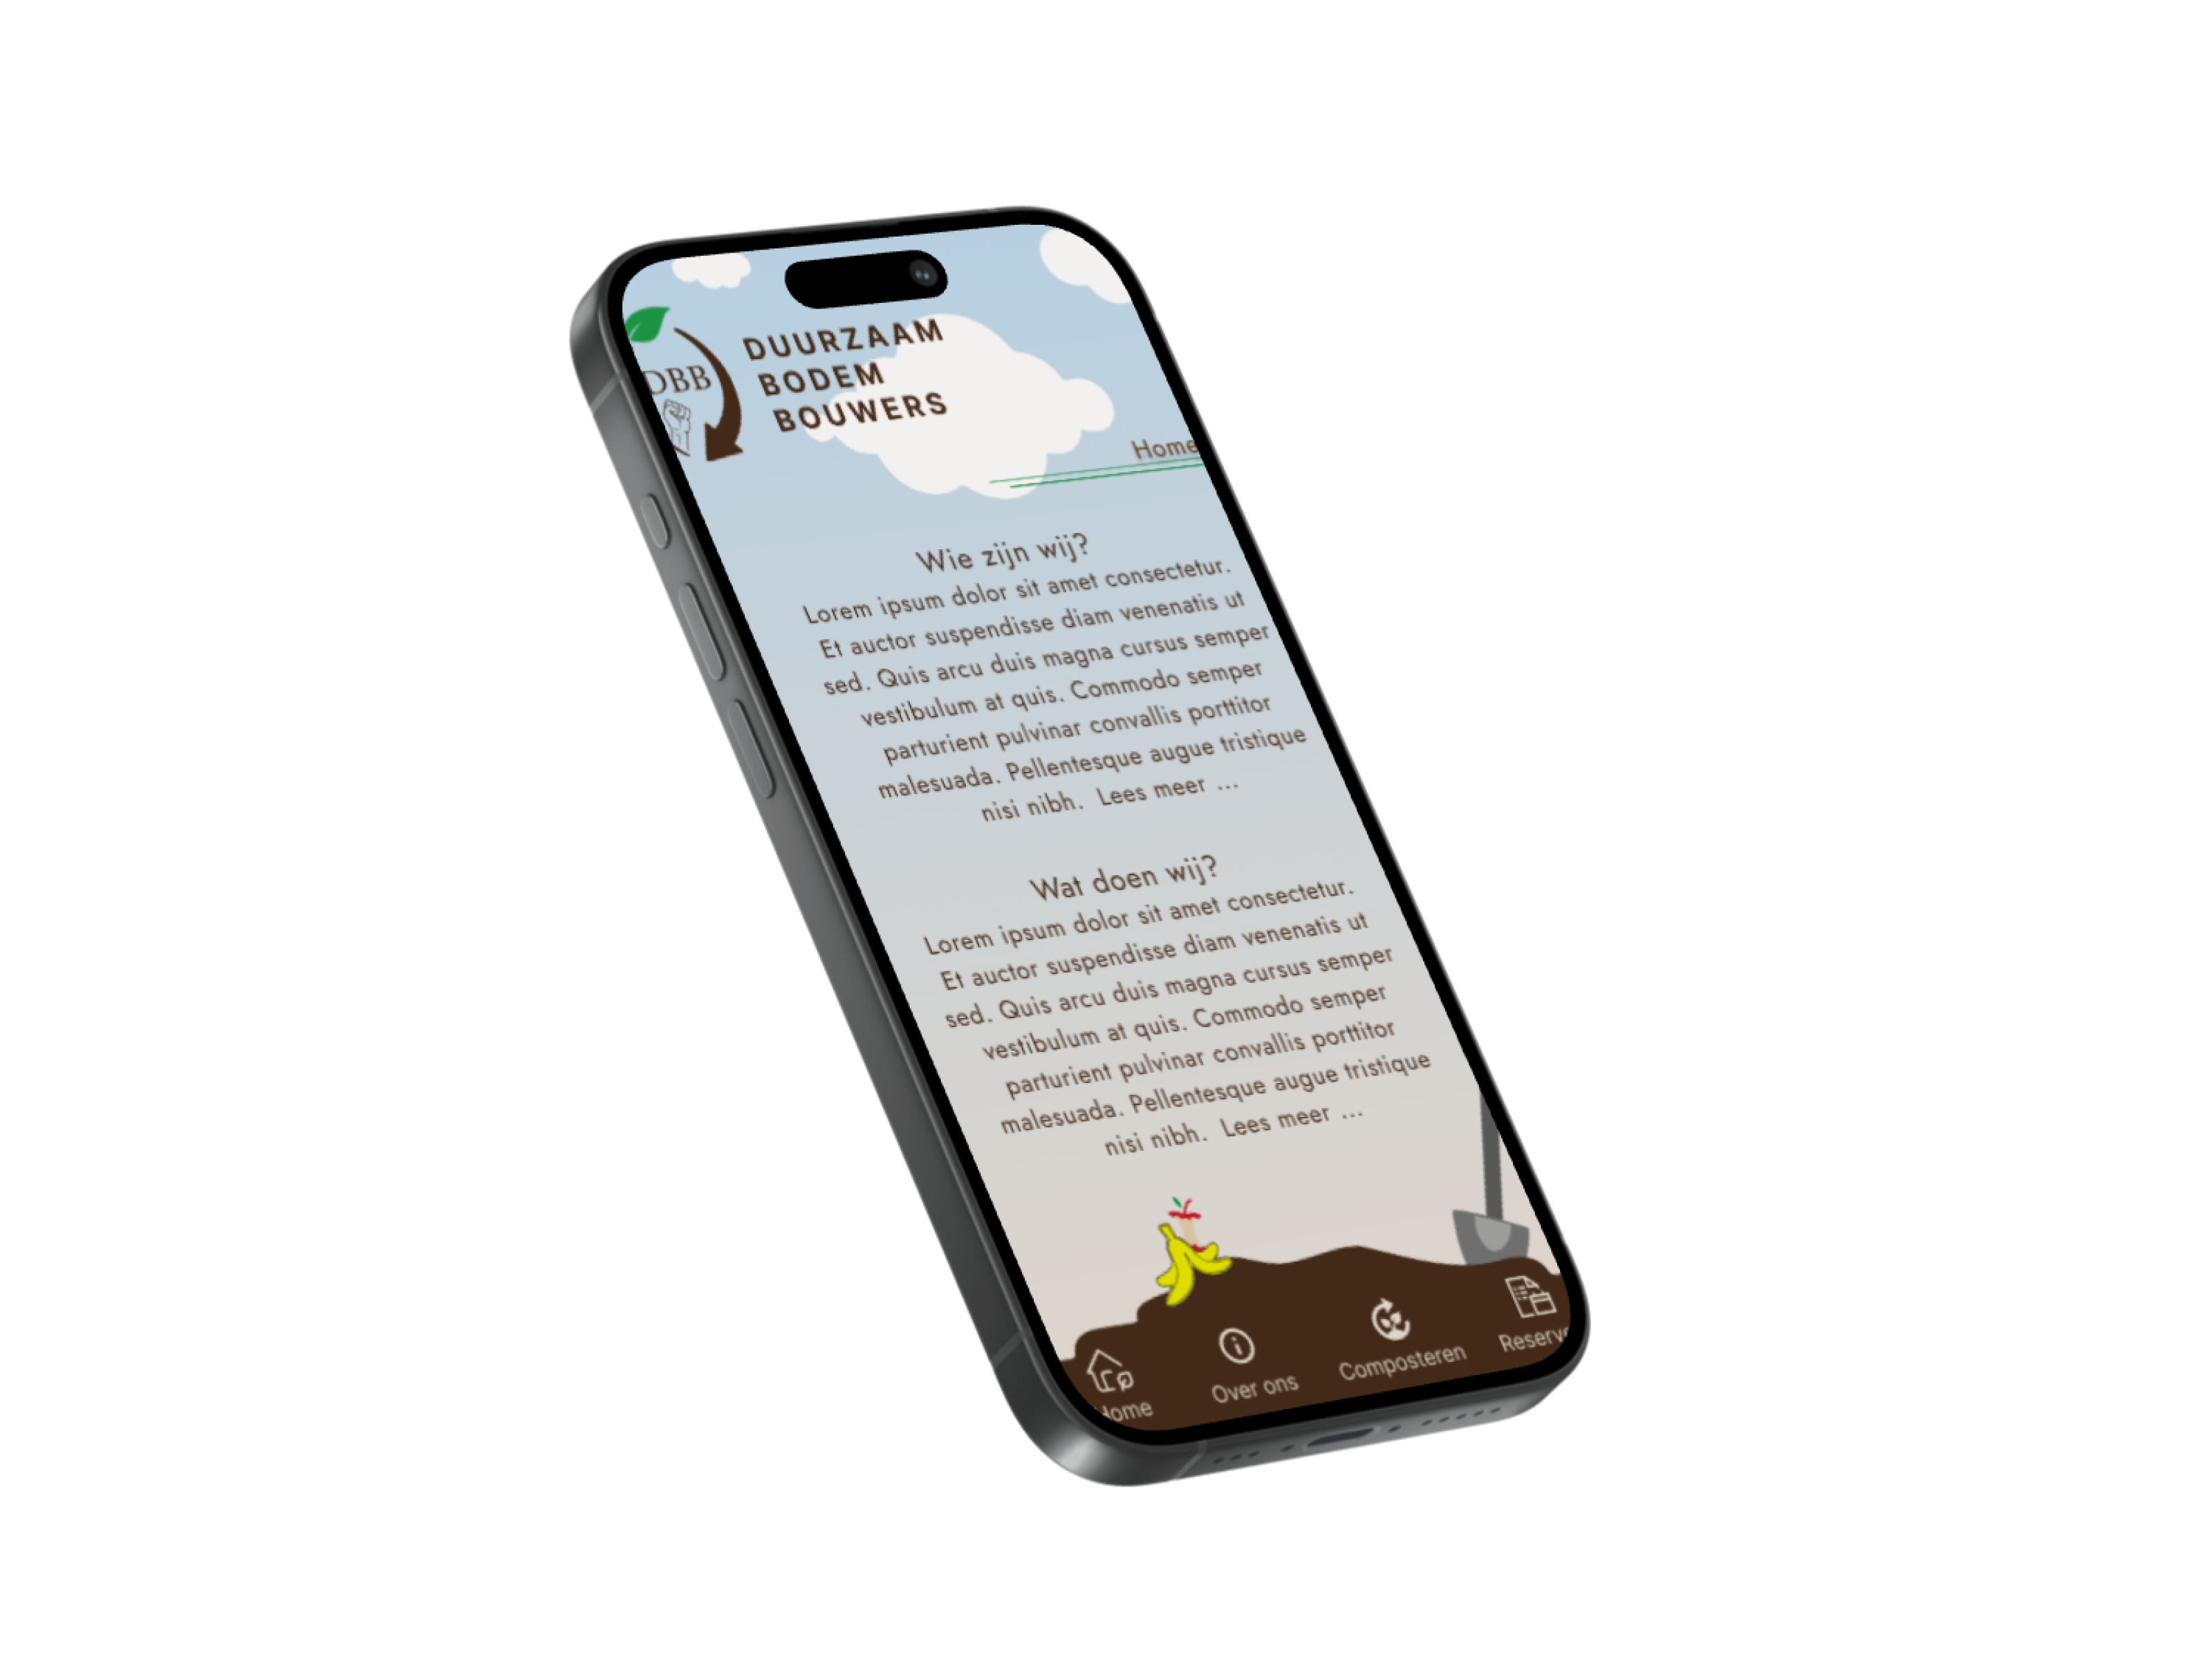 DBB
DUURZAAM
BODEM
BOUWERS
Home
Wie zijn wij?
Lorem ipsum dolor sit amet consectetur.
Et auctor suspendisse diam venenatis ut
sed. Quis arcu duis magna cursus semper
vestibulum at quis. Commodo semper
parturient pulvinar convallis porttitor
malesuada. Pellentesque augue tristique
nisi nibh. Lees meer ...
Wat doen wij?
Lorem ipsum dolor sit amet consectetur.
Et auctor suspendisse diam venenatis ut
sed. Quis arcu duis magna cursus semper
vestibulum at quis. Commodo semper
parturient pulvinar convallis porttitor
malesuada. Pellentesque augue tristique
nisi nibh. Lees meer ...
Home
Over ons
Composteren